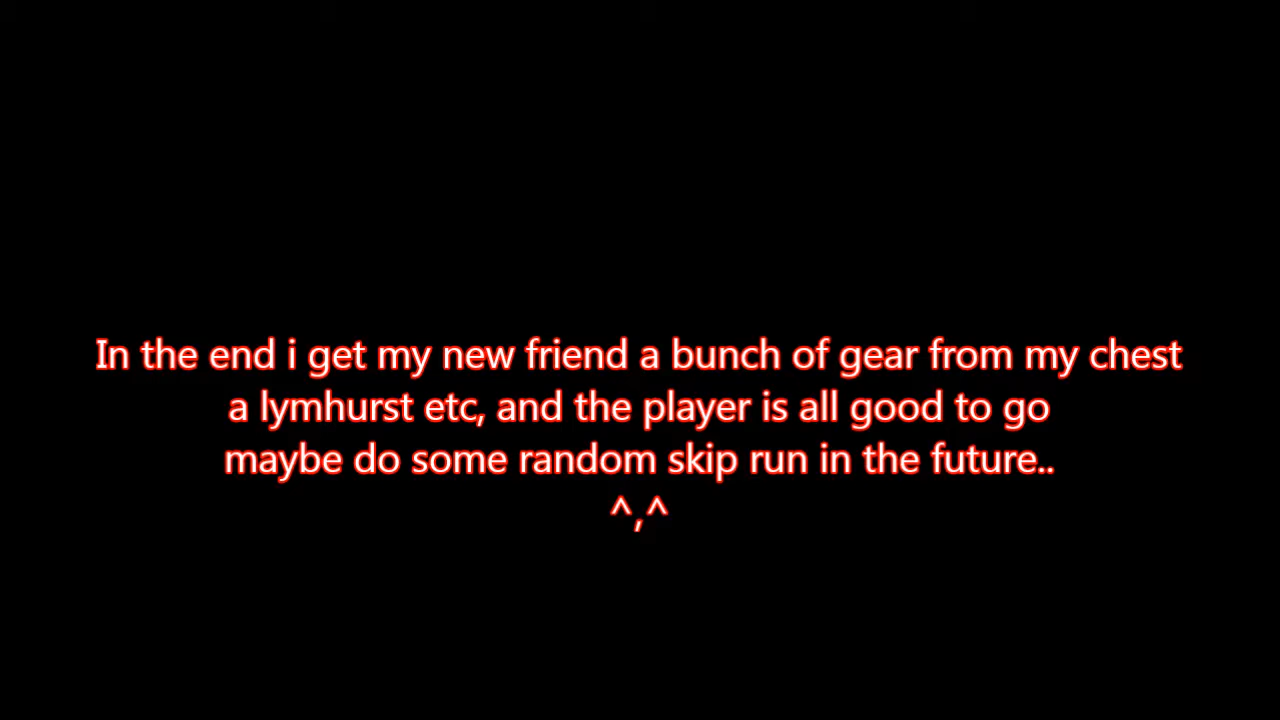 In the end i get my new friend a bunch of gear from my chest
a lymhurst etc, and the player is all good to go
maybe do some random skip run in the future..
^,^